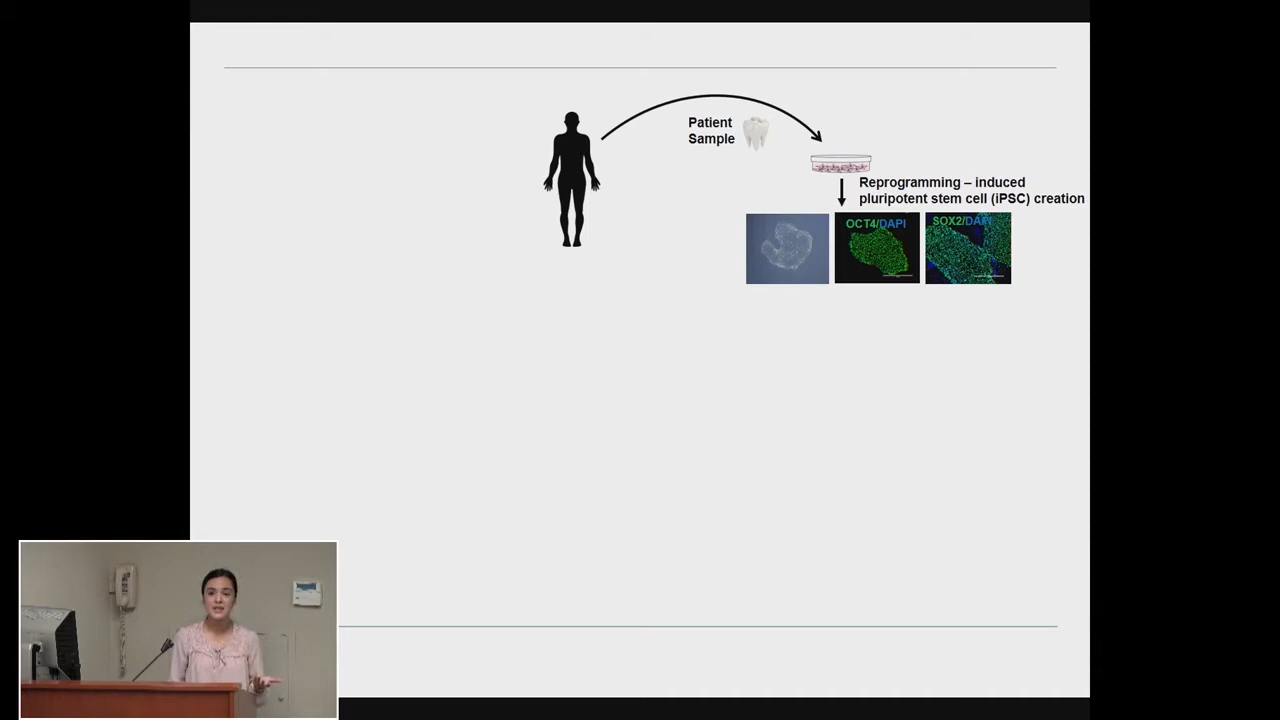 Patient
Sample
Reprogramming – induced
pluripotent stem cell (iPSC) creation
OCT4/DAPI
SOX2/DAPI